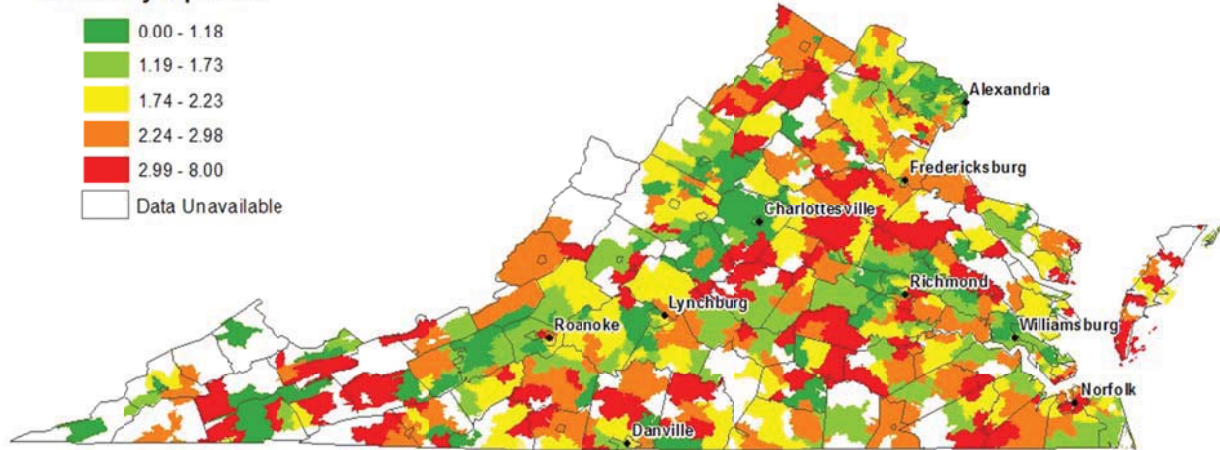 0.00 - 1.18
1.19 - 1.73
1.74 - 2.23
2.24 - 2.98
2.99 - 8.00
Data Unavailable
Alexandria
Fredericksburg
Charlottesville
Richmond
Lynchburg
Roanoke
Williamsburg
Norfolk
Danville